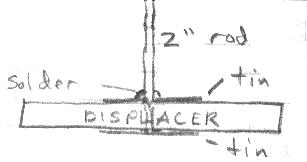 2" rod
solder
tin
DISPLACER
tin